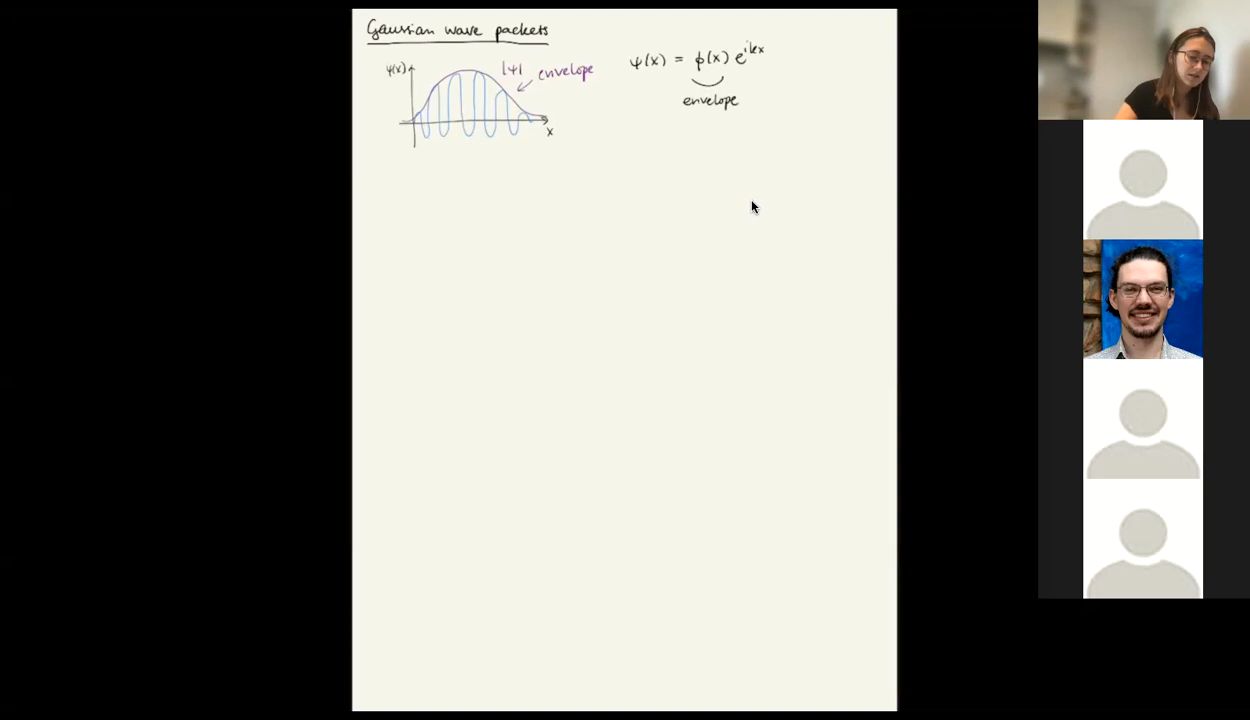 Gaussian wave packets
ψ(x) |ψ| envelope
x
ψ(x) = ϕ(x) e^{ikx}
envelope